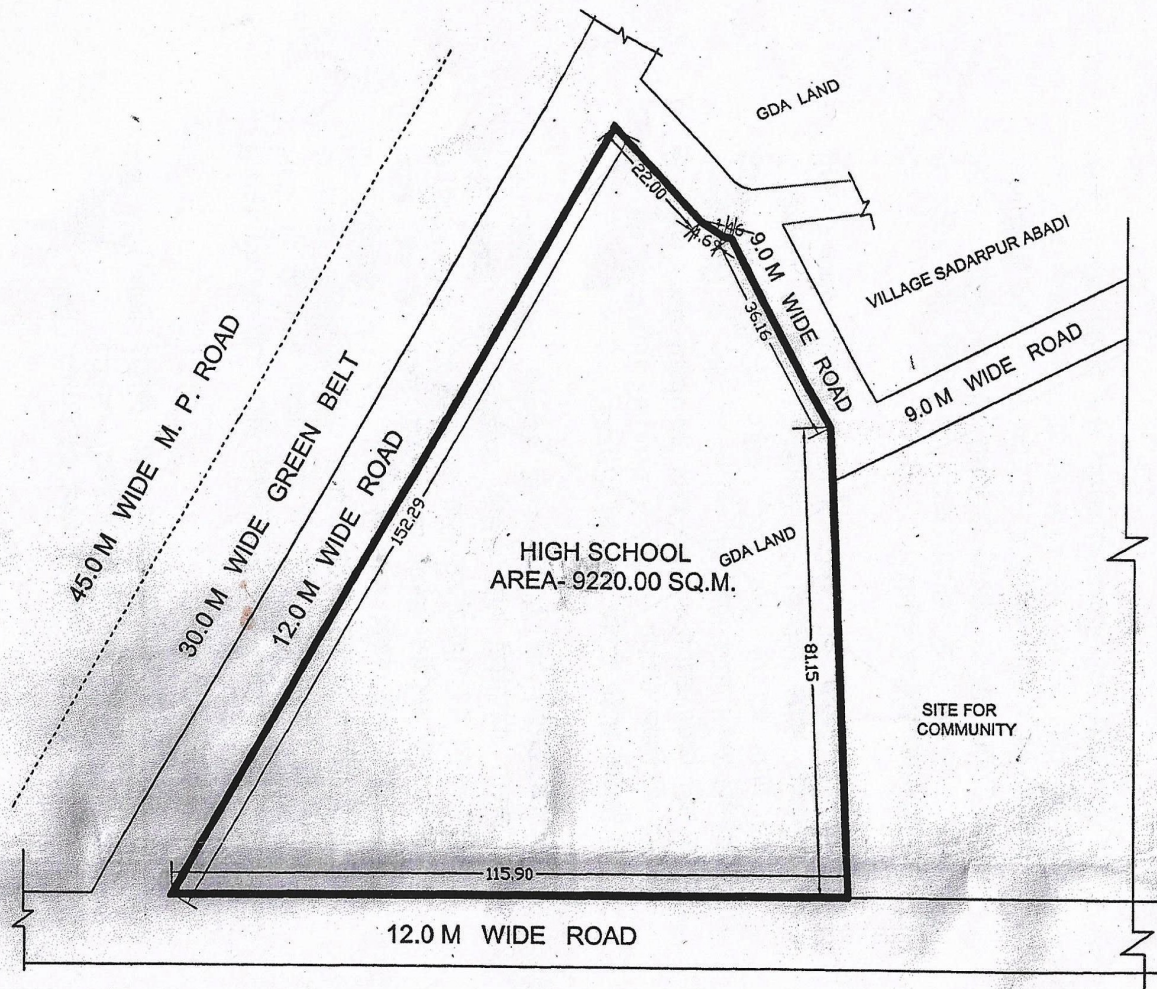 GDA LAND
22.00
9.0 M WIDE ROAD
VILLAGE SADARPUR ABADI
36.16
9.0 M WIDE ROAD
45.0 M WIDE M. P. ROAD
30.0 M WIDE GREEN BELT
12.0 M WIDE ROAD
152.29
HIGH SCHOOL
AREA- 9220.00 SQ.M.
GDA LAND
81.15
SITE FOR
COMMUNITY
115.90
12.0 M WIDE ROAD